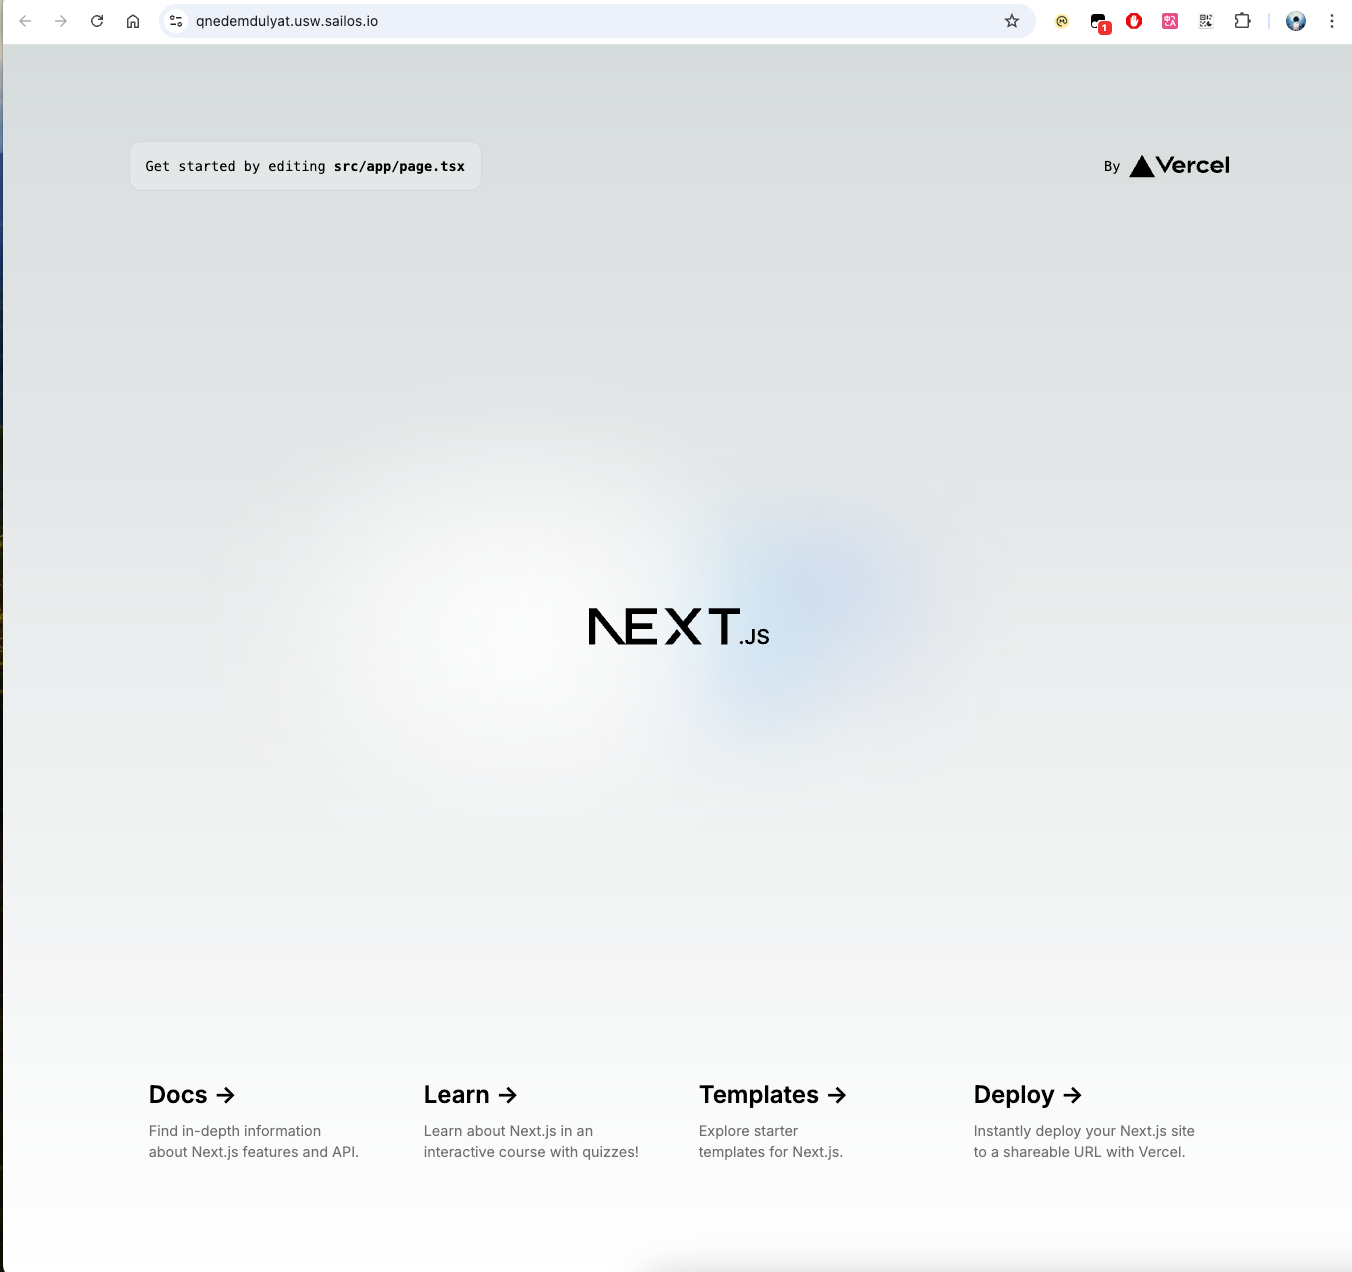 qnedemdulyat.usw.sailos.io
1
Get started by editing src/app/page.tsx
By Vercel
NEXT.JS
Docs →
Find in-depth information
about Next.js features and API.
Learn →
Learn about Next.js in an
interactive course with quizzes!
Templates →
Explore starter
templates for Next.js.
Deploy →
Instantly deploy your Next.js site
to a shareable URL with Vercel.